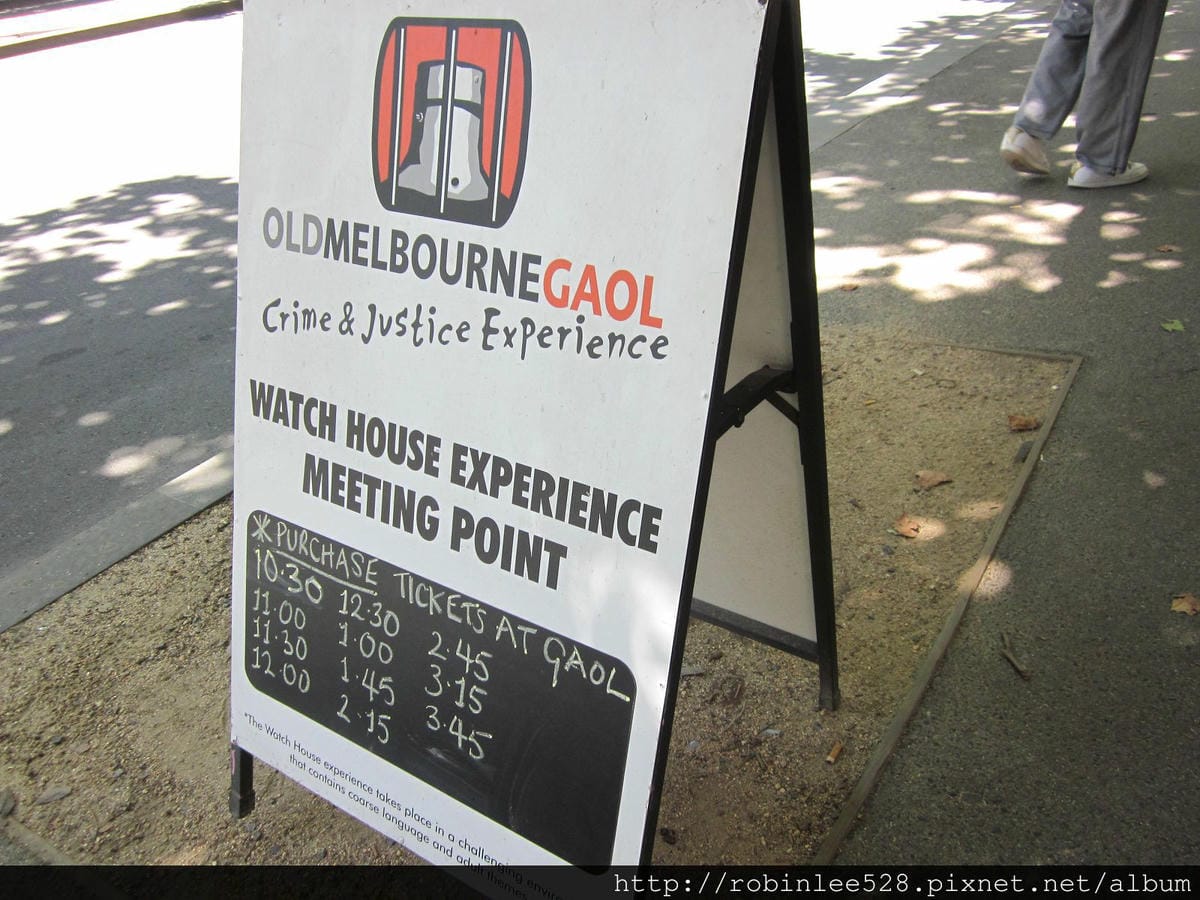 OLDMELBOURNEGAOL
Crime & Justice Experience
WATCH HOUSE EXPERIENCE
MEETING POINT
* PURCHASE TICKETS AT GAOL
10.30 12.30 2.45
11.00 1.00 3.15
11.30 1.45 3.45
12.00 2.15
*The Watch House experience takes place in a challenging
that contains coarse language and adult themes
http://robinlee528.pixnet.net/album